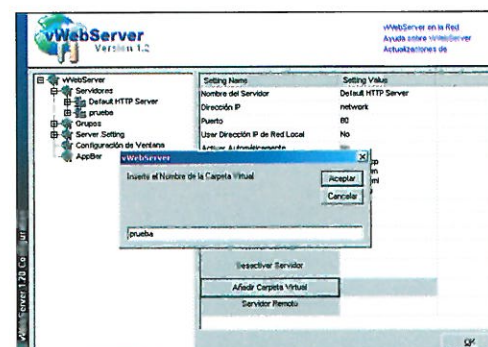 vWebServer
Version 1.2
vWebServer en la Red
Ayuda sobre vWebServer
Actualizaciones de
vWebServer
Servidores
Default HTTP Server
prueba
Grupos
Server Setting
Configuración de Ventana
AppBar
Setting Name Setting Value
Nombre del Servidor Default HTTP Server
Dirección IP network
Puerto 80
Usar Dirección IP de Red Local No
Activar Automáticamente
vWebServer
Inserte el Nombre de la Carpeta Virtual
Aceptar
Cancelar
prueba
Desactivar Servidor
Añadir Carpeta Virtual
Servidor Remoto
OK